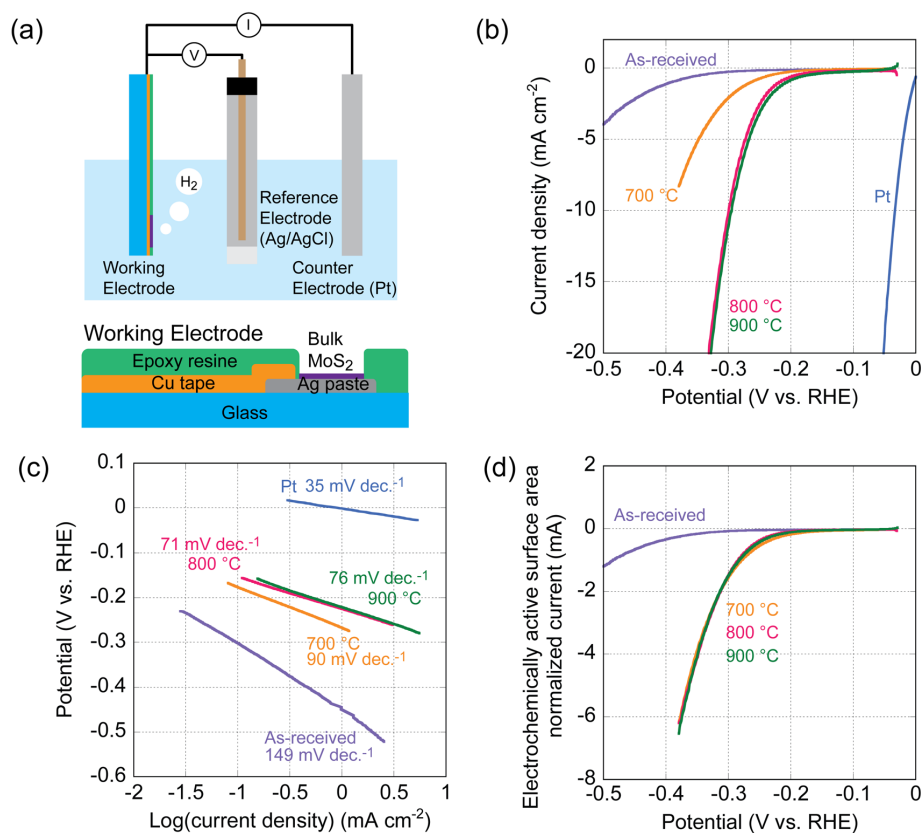 (a)
I
V
H2
Reference
Electrode
(Ag/AgCl)
Working
Electrode
Counter
Electrode (Pt)
Working Electrode
Bulk
MoS2
Epoxy resine
Cu tape
Ag paste
Glass
(b)
Current density (mA cm-2)
0
-5
-10
-15
-20
As-received
700 °C
Pt
800 °C
900 °C
-0.5 -0.4 -0.3 -0.2 -0.1 0
Potential (V vs. RHE)
(c)
Potential (V vs. RHE)
0.1
0
-0.1
-0.2
-0.3
-0.4
-0.5
-0.6
Pt 35 mV dec.-1
71 mV dec.-1
800 °C
76 mV dec.-1
900 °C
700 °C
90 mV dec.-1
As-received
149 mV dec.-1
-2 -1.5 -1.0 -0.5 -0.0 0.5 1
Log(current density) (mA cm-2)
(d)
Electrochemically active surface area
normalized current (mA)
2
0
-2
-4
-6
-8
As-received
700 °C
800 °C
900 °C
-0.5 -0.4 -0.3 -0.2 -0.1 0
Potential (V vs. RHE)